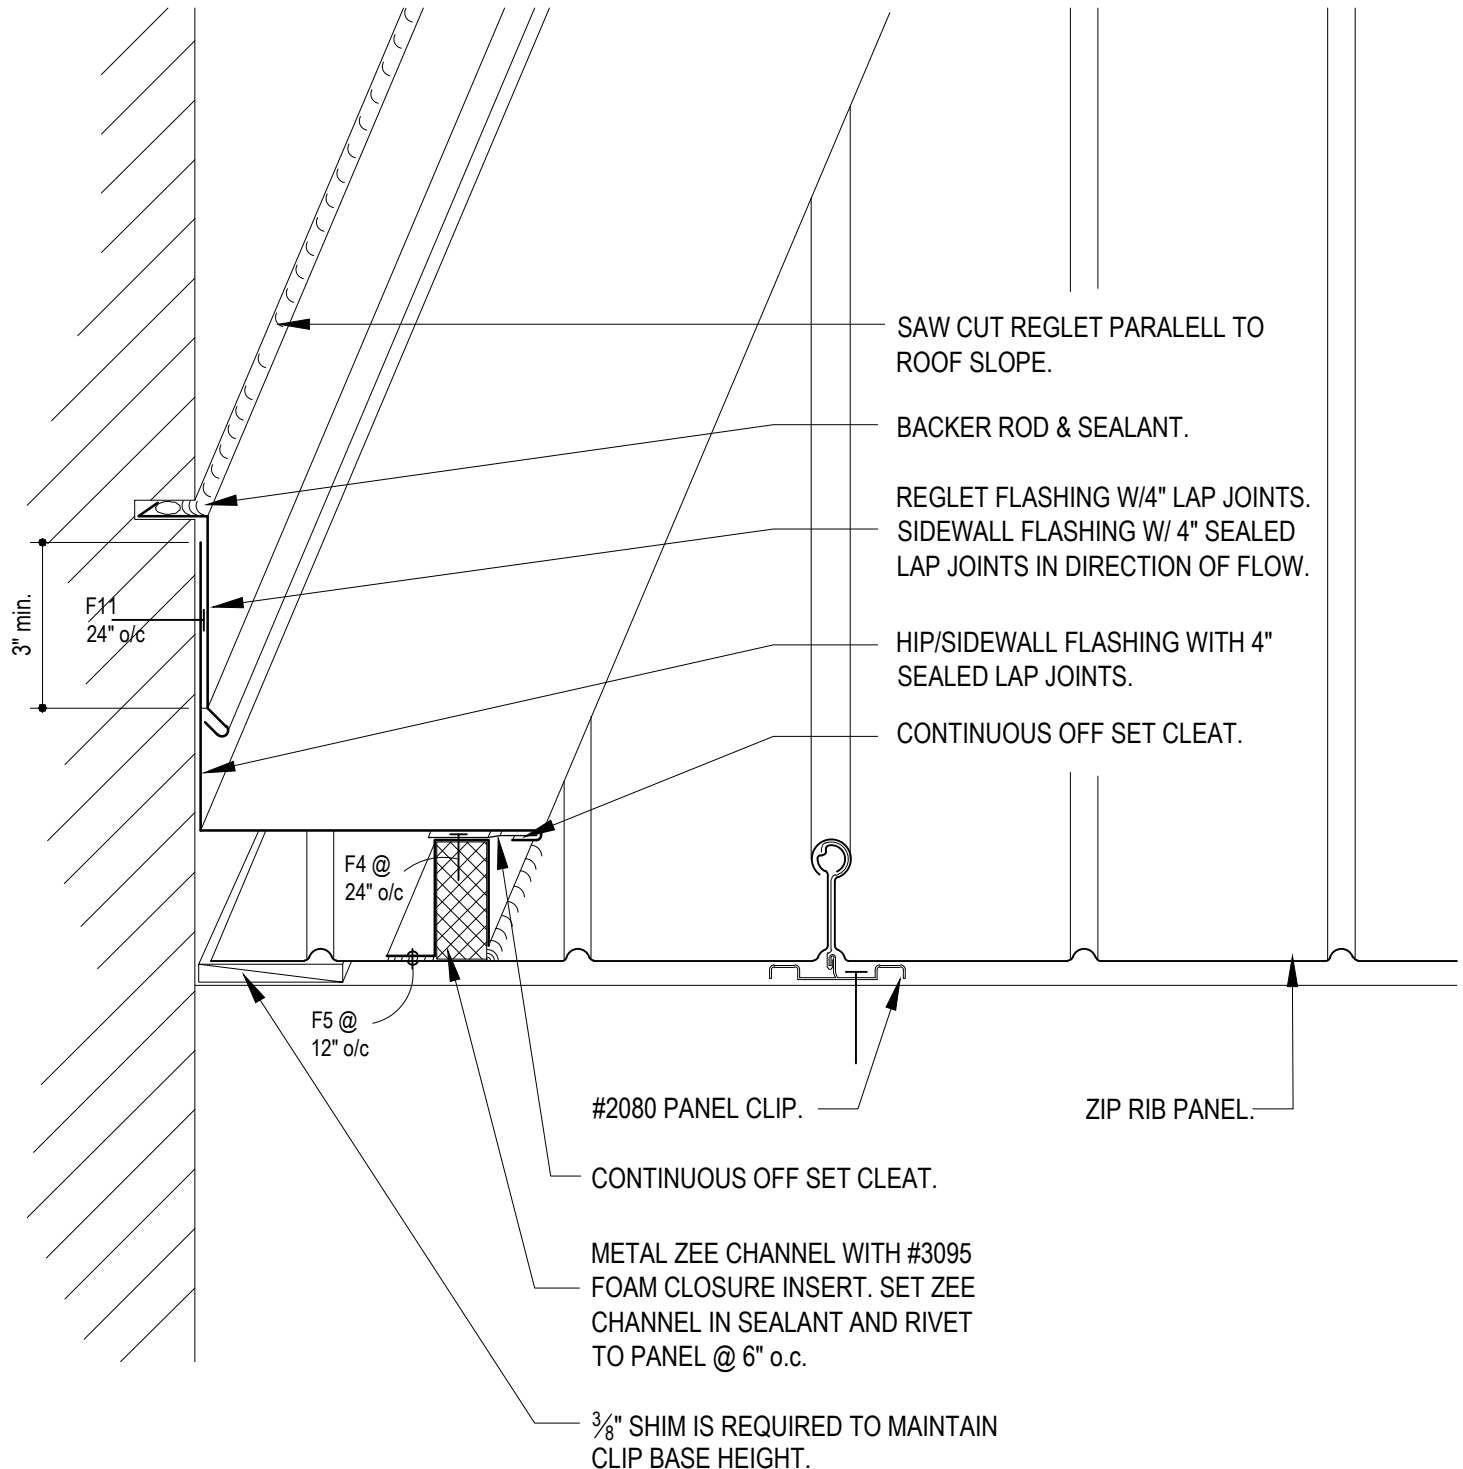 SAW CUT REGLET PARALELL TO
ROOF SLOPE.
BACKER ROD & SEALANT.
REGLET FLASHING W/4" LAP JOINTS.
SIDEWALL FLASHING W/ 4" SEALED
LAP JOINTS IN DIRECTION OF FLOW.
3" min.
F11
24" o/c
HIP/SIDEWALL FLASHING WITH 4"
SEALED LAP JOINTS.
CONTINUOUS OFF SET CLEAT.
F4 @
24" o/c
F5 @
12" o/c
#2080 PANEL CLIP.
ZIP RIB PANEL.
CONTINUOUS OFF SET CLEAT.
METAL ZEE CHANNEL WITH #3095
FOAM CLOSURE INSERT. SET ZEE
CHANNEL IN SEALANT AND RIVET
TO PANEL @ 6" o.c.
3/8" SHIM IS REQUIRED TO MAINTAIN
CLIP BASE HEIGHT.